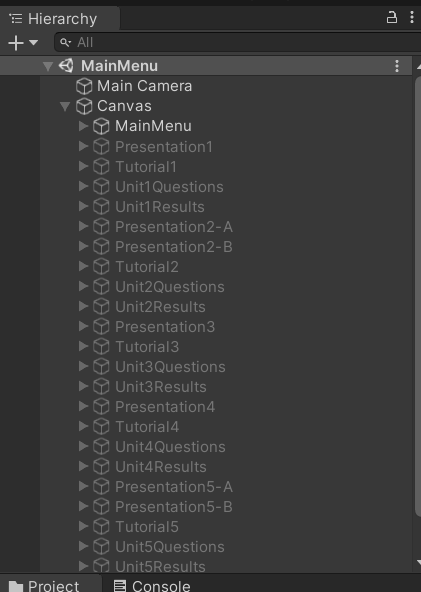 Hierarchy
All
MainMenu
Main Camera
Canvas
MainMenu
Presentation1
Tutorial1
Unit1Questions
Unit1Results
Presentation2-A
Presentation2-B
Tutorial2
Unit2Questions
Unit2Results
Presentation3
Tutorial3
Unit3Questions
Unit3Results
Presentation4
Tutorial4
Unit4Questions
Unit4Results
Presentation5-A
Presentation5-B
Tutorial5
Unit5Questions
Unit5Results
Project Console